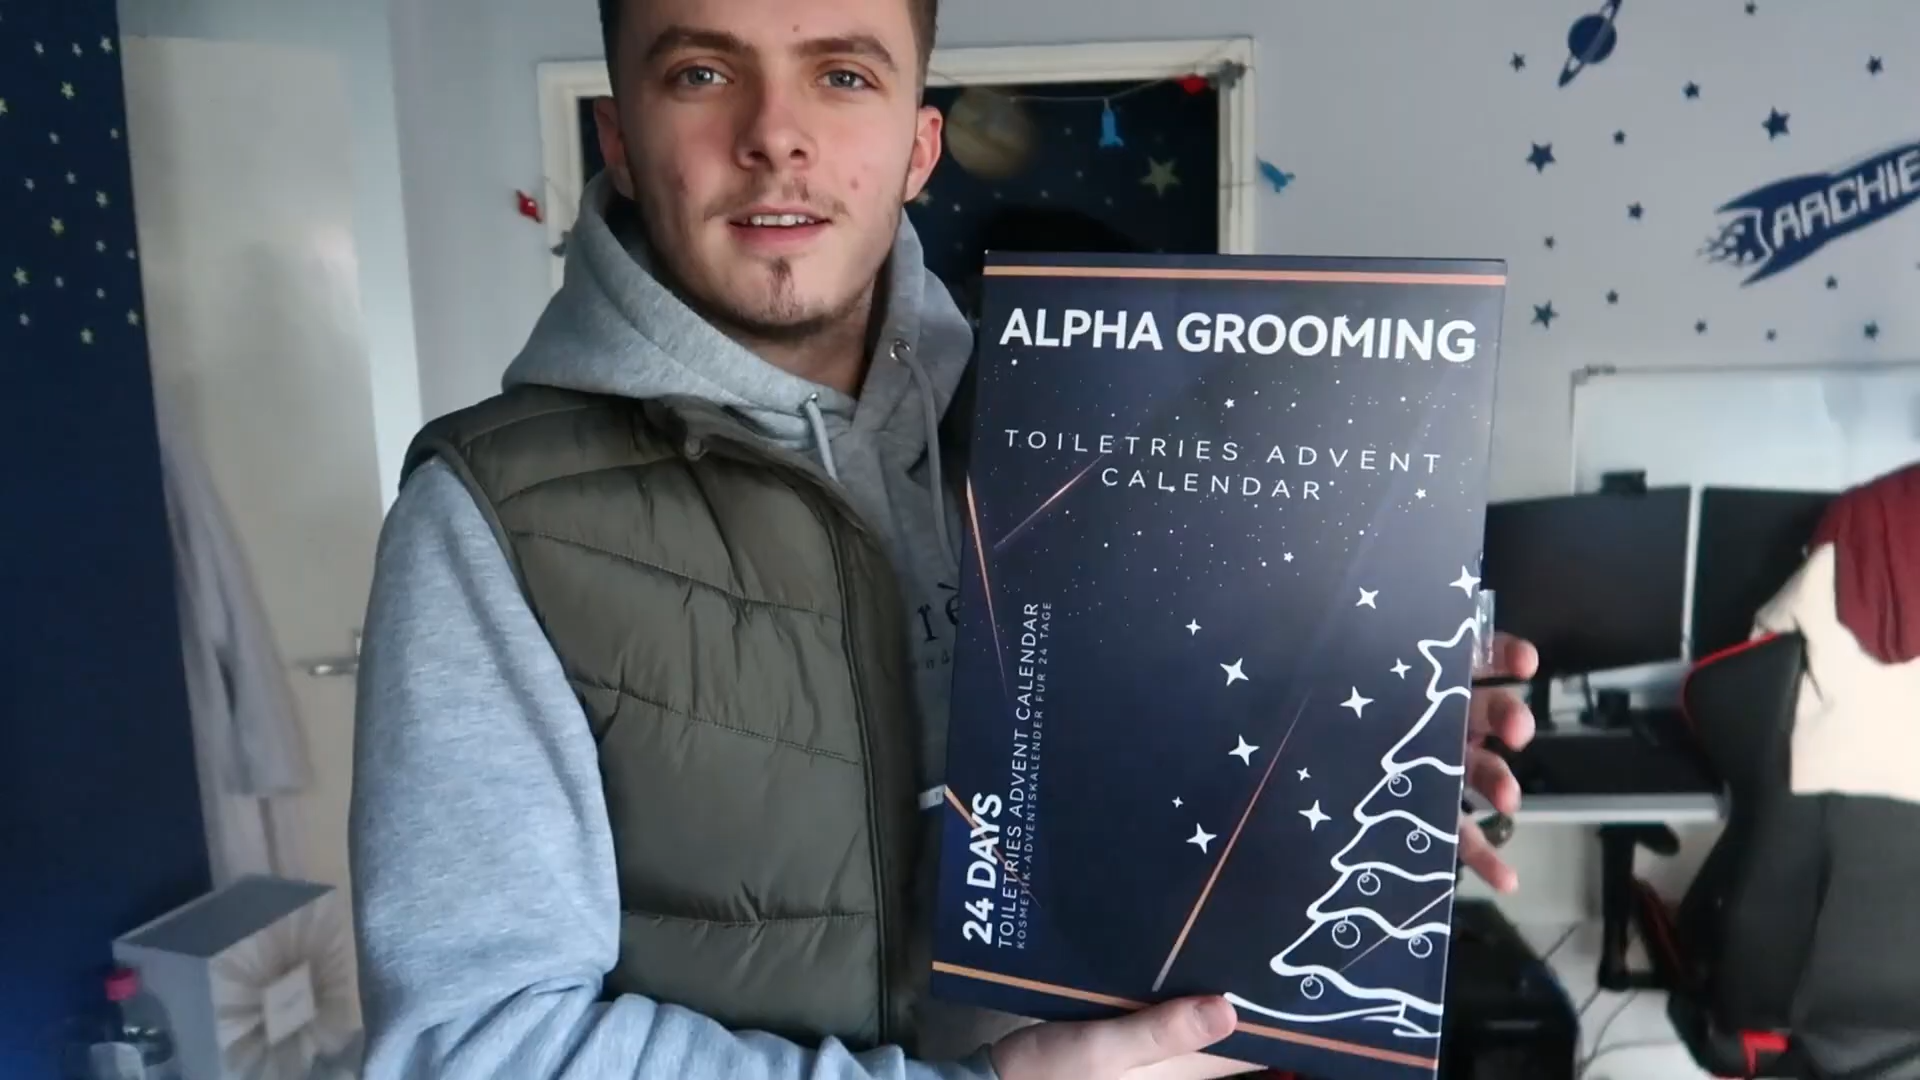 ARCHIE
ALPHA GROOMING
TOILETRIES ADVENT
CALENDAR
24 DAYS
TOILETRIES ADVENT CALENDAR
KOSMETIK-ADVENTSKALENDER FÜR 24 TAGE